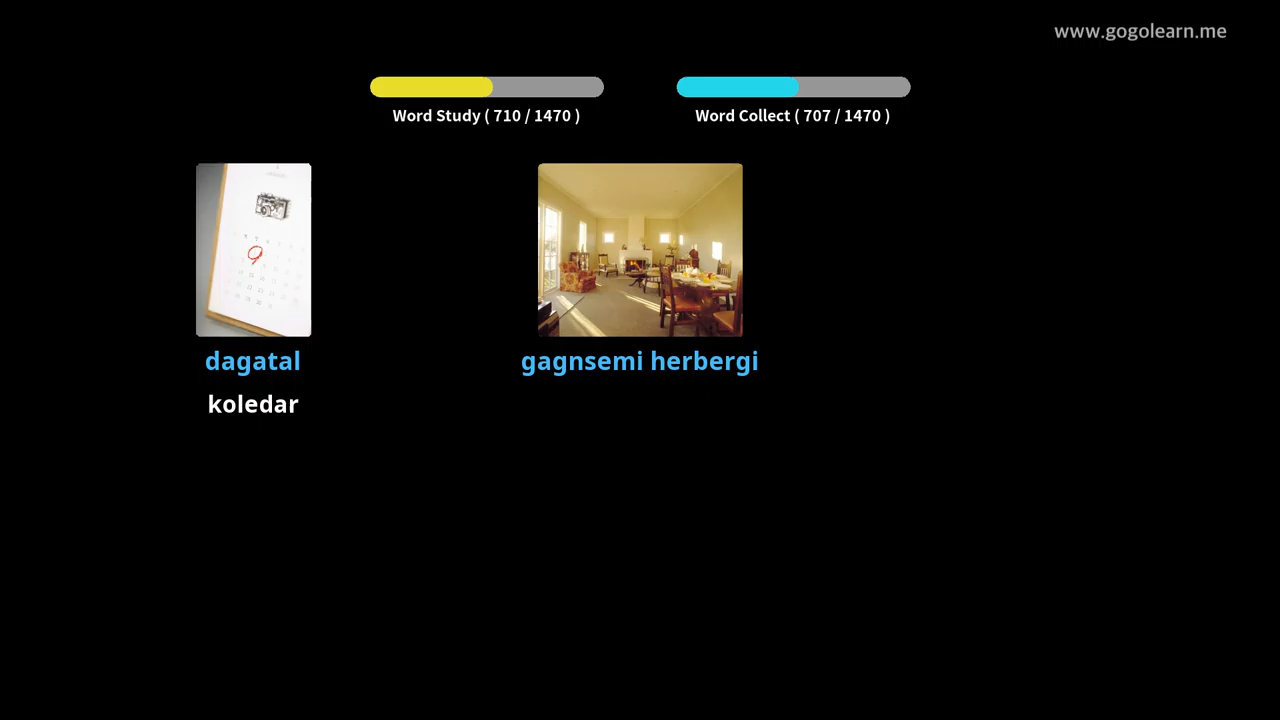 www.gogolearn.me
Word Study ( 710 / 1470 )
Word Collect ( 707 / 1470 )
dagatal
gagnsemi herbergi
koledar